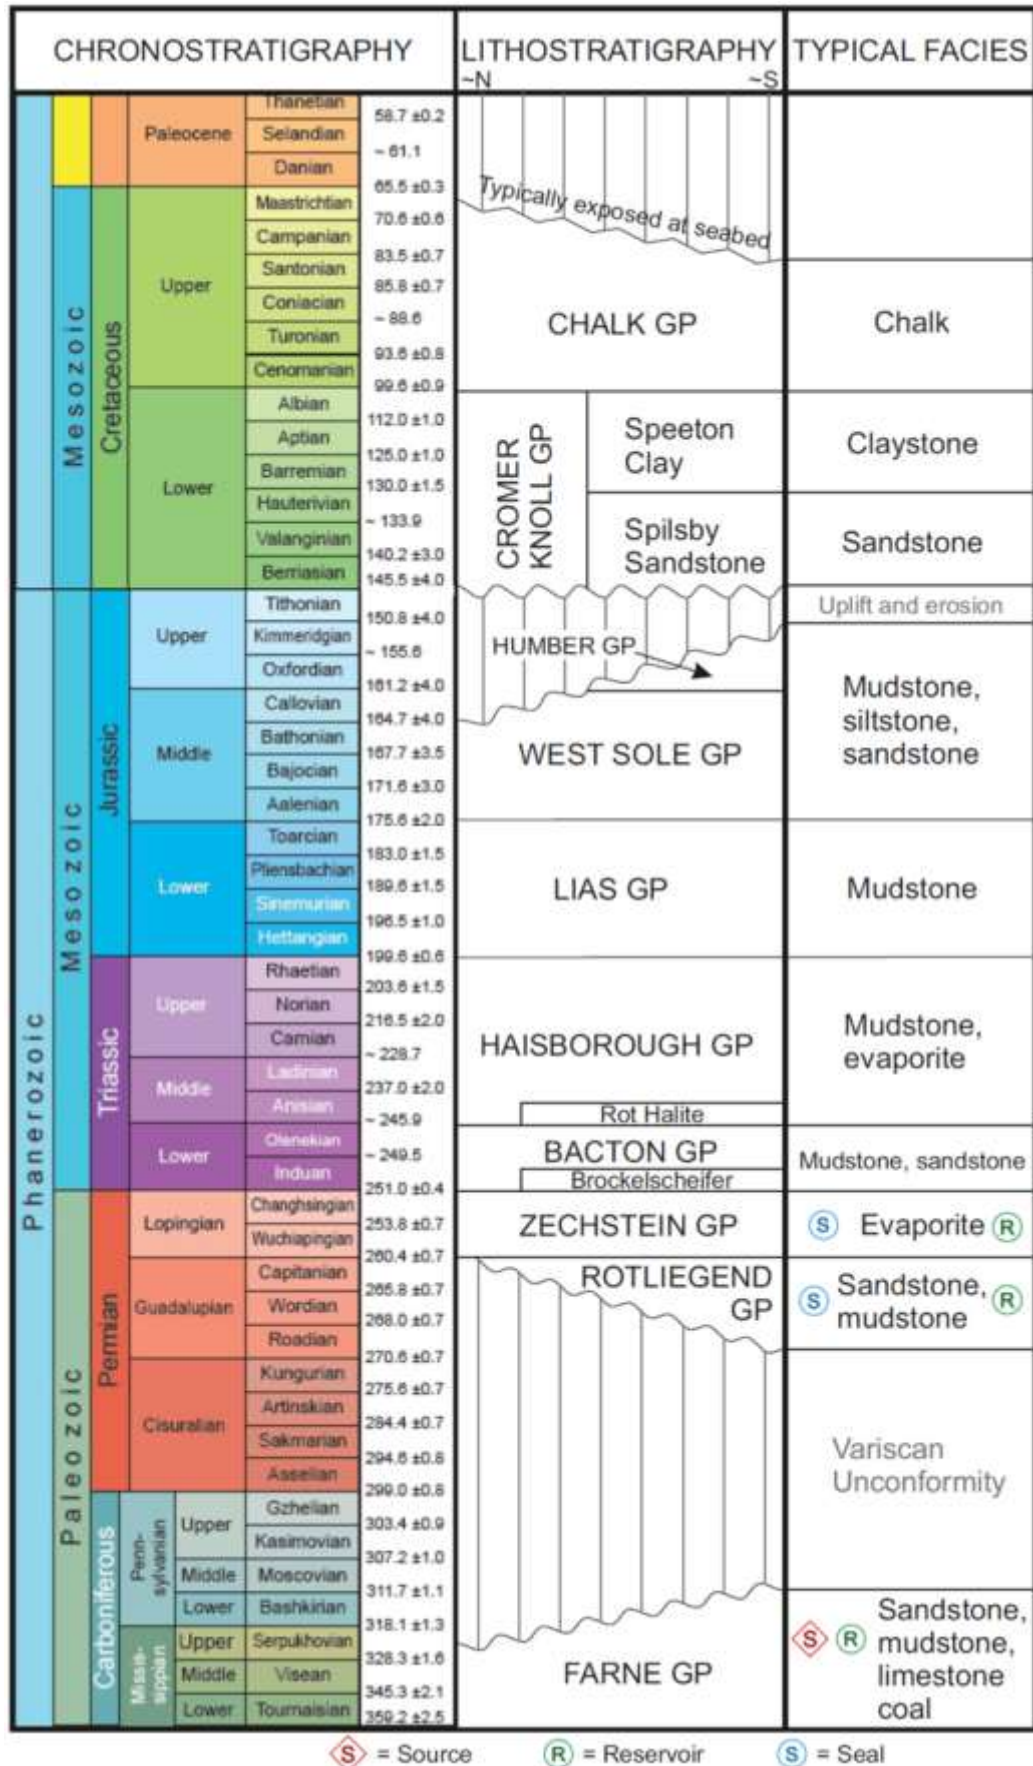 CHRONOSTRATIGRAPHY
LITHOSTRATIGRAPHY
~N
~S
TYPICAL FACIES
Phanerozoic
Mesozoic
Mesozoic
Paleozoic
Cretaceous
Jurassic
Triassic
Permian
Carboniferous
Paleocene
Upper
Lower
Upper
Middle
Lower
Upper
Middle
Lower
Lopingian
Guadalupian
Cisuralian
Penn-
sylvanian
Upper
Middle
Lower
Missis-
sippian
Upper
Middle
Lower
Thanetian
58.7 ±0.2
Selandian
~ 61.1
Danian
65.5 ±0.3
Maastrichtian
70.6 ±0.6
Campanian
83.5 ±0.7
Santonian
85.8 ±0.7
Coniacian
~ 88.6
Turonian
93.6 ±0.8
Cenomanian
99.6 ±0.9
Albian
112.0 ±1.0
Aptian
125.0 ±1.0
Barremian
130.0 ±1.5
Hauterivian
~ 133.9
Valanginian
140.2 ±3.0
Berriasian
145.5 ±4.0
Tithonian
150.8 ±4.0
Kimmeridgian
~ 155.6
Oxfordian
161.2 ±4.0
Callovian
164.7 ±4.0
Bathonian
167.7 ±3.5
Bajocian
171.6 ±3.0
Aalenian
175.6 ±2.0
Toarcian
183.0 ±1.5
Pliensbachian
189.6 ±1.5
Sinemurian
196.5 ±1.0
Hettangian
199.6 ±0.6
Rhaetian
203.6 ±1.5
Norian
216.5 ±2.0
Carnian
~ 228.7
Ladinian
237.0 ±2.0
Anisian
~ 245.9
Olenekian
~ 249.5
Induan
251.0 ±0.4
Changhsingian
253.8 ±0.7
Wuchiapingian
260.4 ±0.7
Capitanian
265.8 ±0.7
Wordian
268.0 ±0.7
Roadian
270.6 ±0.7
Kungurian
275.6 ±0.7
Artinskian
284.4 ±0.7
Sakmarian
294.6 ±0.8
Asselian
299.0 ±0.8
Gzhelian
303.4 ±0.9
Kasimovian
307.2 ±1.0
Moscovian
311.7 ±1.1
Bashkirian
318.1 ±1.3
Serpukhovian
328.3 ±1.6
Visean
345.3 ±2.1
Tournaisian
359.2 ±2.5
Typically exposed at seabed
CHALK GP
CROMER
KNOLL GP
Speeton
Clay
Spilsby
Sandstone
HUMBER GP
WEST SOLE GP
LIAS GP
HAISBOROUGH GP
Rot Halite
BACTON GP
Brockelscheifer
ZECHSTEIN GP
ROTLIEGEND
GP
FARNE GP
Chalk
Claystone
Sandstone
Uplift and erosion
Mudstone,
siltstone,
sandstone
Mudstone
Mudstone,
evaporite
Mudstone, sandstone
S Evaporite R
S Sandstone, R
mudstone
Variscan
Unconformity
S R Sandstone,
mudstone,
limestone
coal
S = Source
R = Reservoir
S = Seal